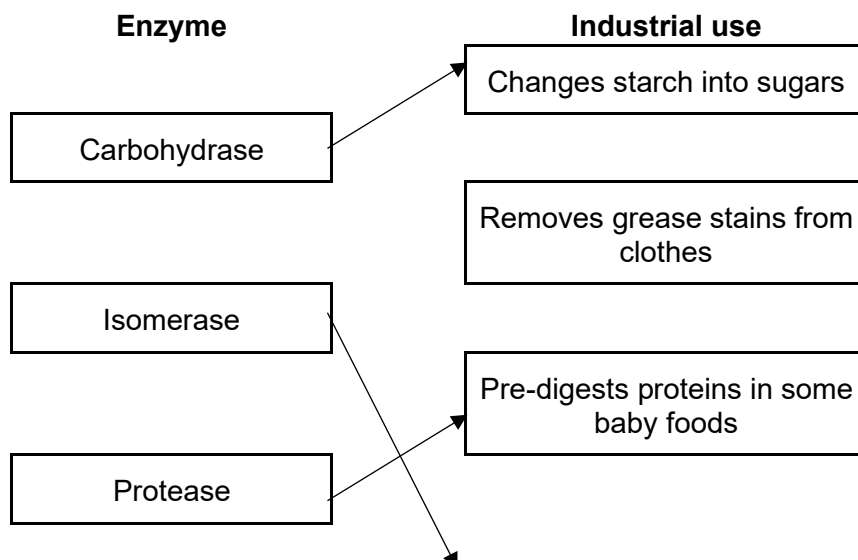 Enzyme
Industrial use
Changes starch into sugars
Carbohydrase
Removes grease stains from
clothes
Isomerase
Pre-digests proteins in some
baby foods
Protease